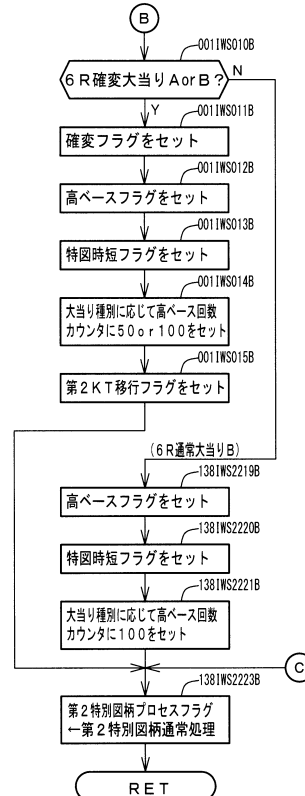 B
001IWS010B
6R確変大当りAorB?
N
Y
001IWS011B
確変フラグをセット
001IWS012B
高ベースフラグをセット
001IWS013B
特図時短フラグをセット
001IWS014B
大当り種別に応じて高ベース回数
カウンタに50or100をセット
001IWS015B
第2KT移行フラグをセット
(6R通常大当りB)
138IWS2219B
高ベースフラグをセット
138IWS2220B
特図時短フラグをセット
138IWS2221B
大当り種別に応じて高ベース回数
カウンタに100をセット
C
138IWS2223B
第2特別図柄プロセスフラグ
←第2特別図柄通常処理
RET